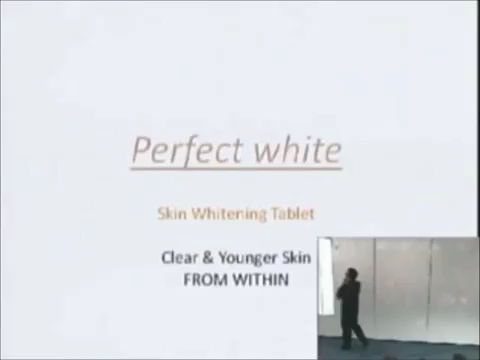 Perfect white
Skin Whitening Tablet
Clear & Younger Skin
FROM WITHIN